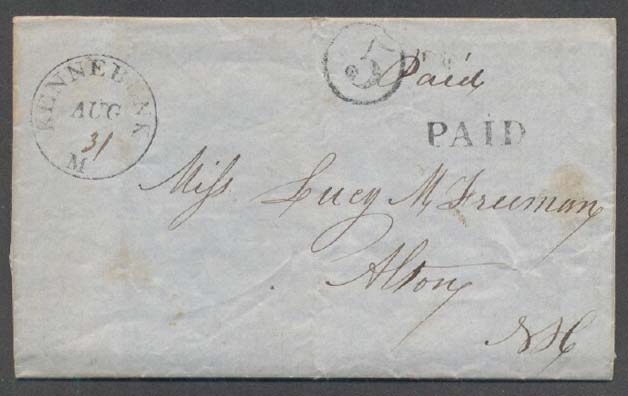 KENNEBUNK
AUG
31
M
5
Paid
PAID
Miss Lucy M Freeman
Alton
NH